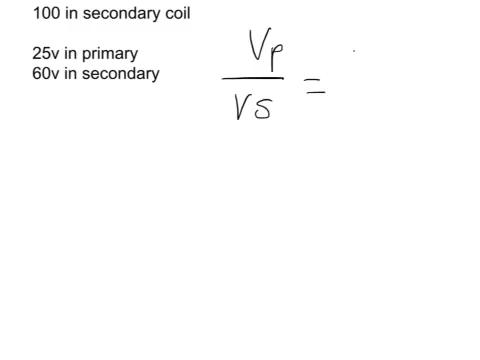 100 in secondary coil
25v in primary
60v in secondary
Vp
VS
=